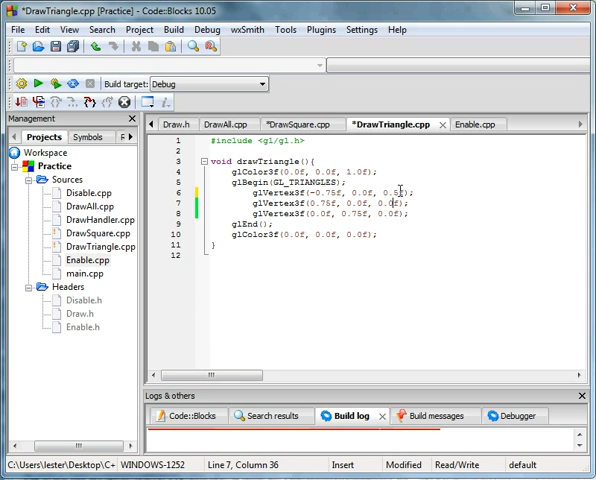 *DrawTriangle.cpp [Practice] - Code::Blocks 10.05
File Edit View Search Project Build Debug wxSmith Tools Plugins Settings Help
Build target: Debug
Management
Projects Symbols F
Workspace
Practice
Sources
Disable.cpp
DrawAll.cpp
DrawHandler.cpp
DrawSquare.cpp
DrawTriangle.cpp
Enable.cpp
main.cpp
Headers
Disable.h
Draw.h
Enable.h
Draw.h DrawAll.cpp *DrawSquare.cpp *DrawTriangle.cpp Enable.cpp
1 #include <gl/gl.h>
2
3 void drawTriangle(){
4 glColor3f(0.0f, 0.0f, 1.0f);
5 glBegin(GL_TRIANGLES);
6 glVertex3f(-0.75f, 0.0f, 0.5f);
7 glVertex3f(0.75f, 0.0f, 0.0f);
8 glVertex3f(0.0f, 0.75f, 0.0f);
9 glEnd();
10 glColor3f(0.0f, 0.0f, 0.0f);
11 }
12
Logs & others
Code::Blocks Search results Build log Build messages Debugger
C:\Users\lester\Desktop\C+ WINDOWS-1252 Line 7, Column 36 Insert Modified Read/Write default